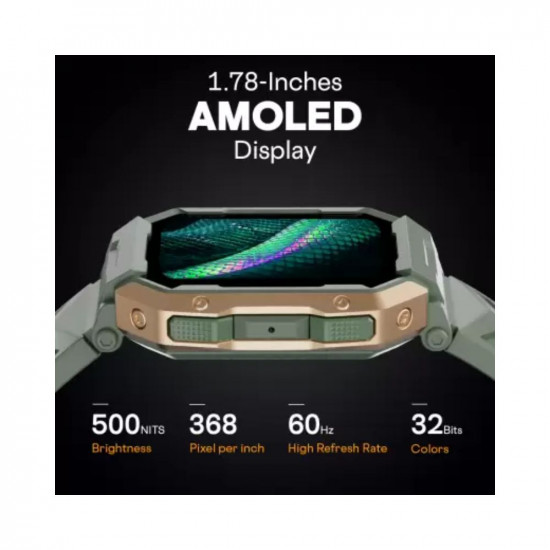 1.78-Inches
AMOLED
Display
500NITS 368 60Hz 32Bits
Brightness Pixel per inch High Refresh Rate Colors